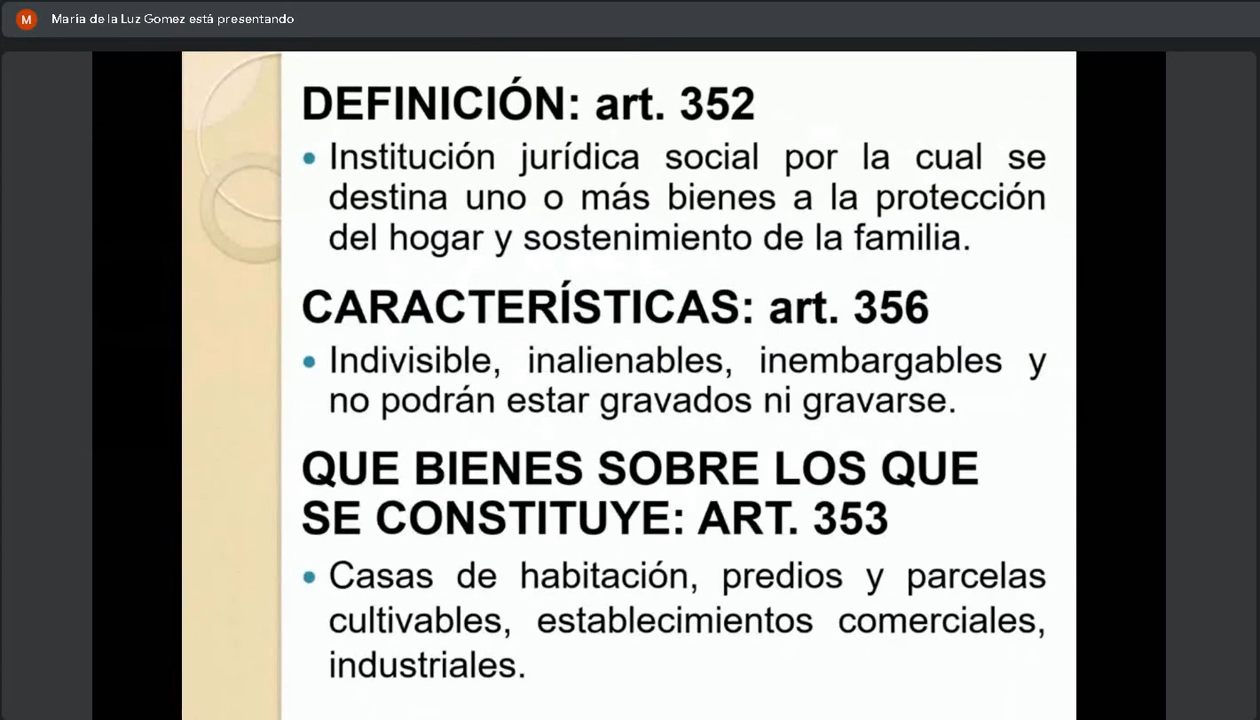 M
Maria de la Luz Gomez está presentando
DEFINICIÓN: art. 352
• Institución jurídica social por la cual se
destina uno o más bienes a la protección
del hogar y sostenimiento de la familia.
CARACTERÍSTICAS: art. 356
• Indivisible, inalienables, inembargables y
no podrán estar gravados ni gravarse.
QUE BIENES SOBRE LOS QUE
SE CONSTITUYE: ART. 353
• Casas de habitación, predios y parcelas
cultivables, establecimientos comerciales,
industriales.